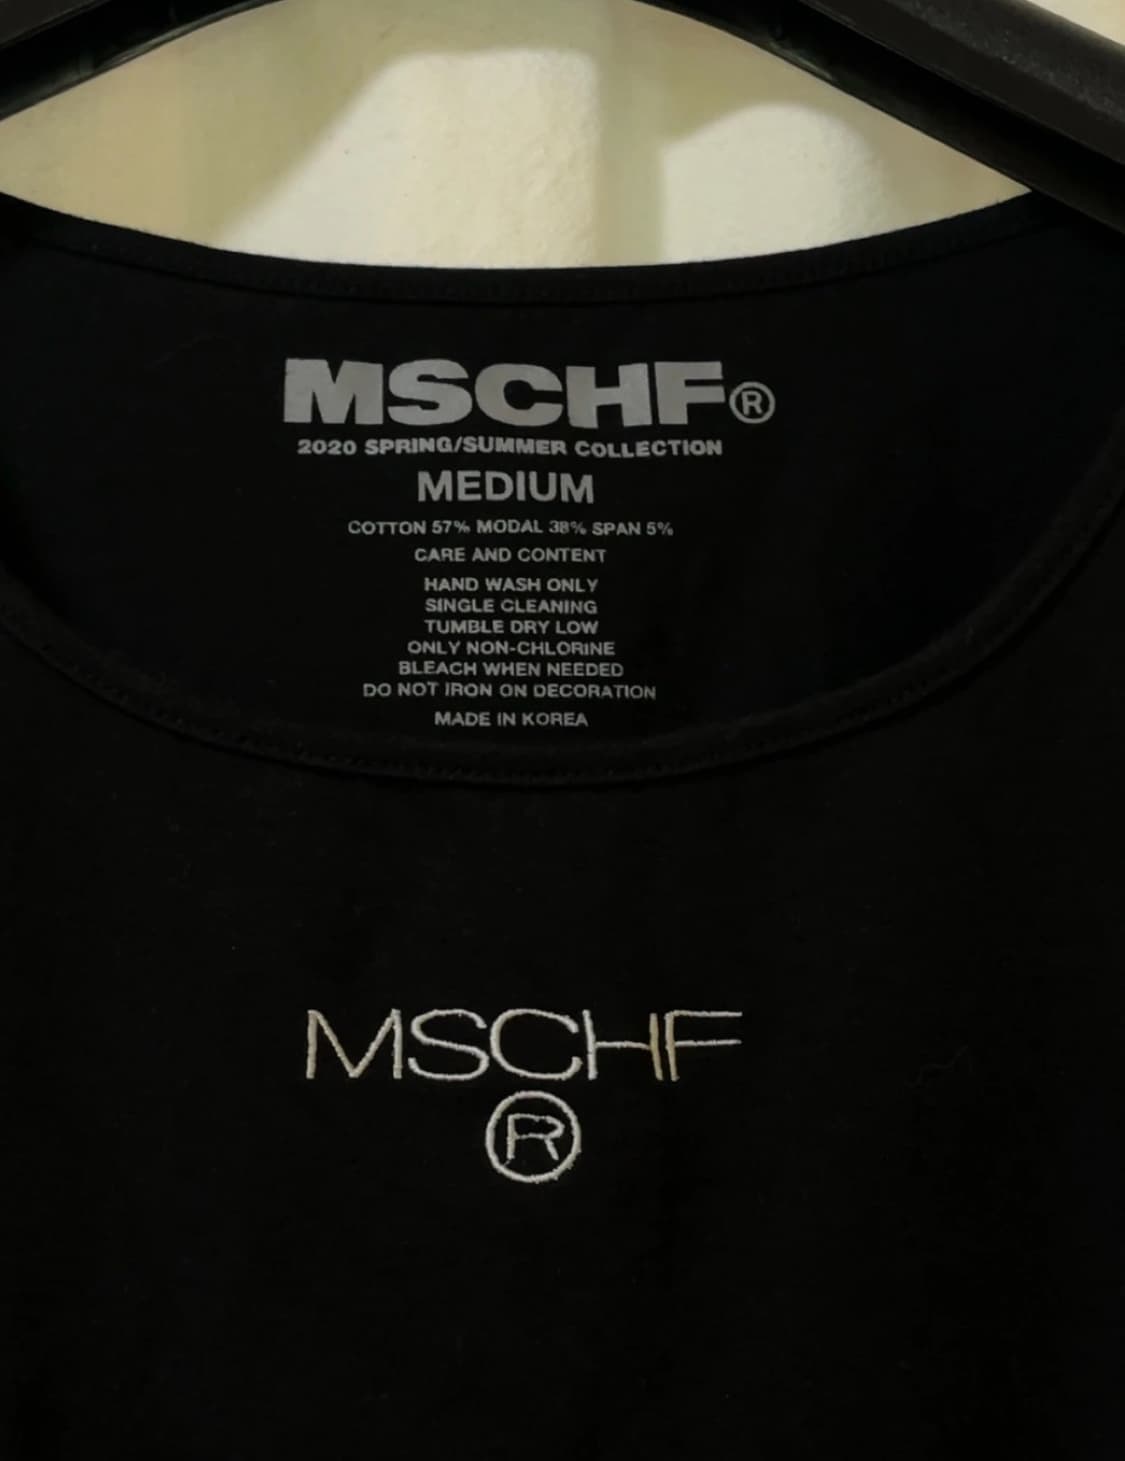 MSCHF®
2020 SPRING/SUMMER COLLECTION
MEDIUM
COTTON 57% MODAL 38% SPAN 5%
CARE AND CONTENT
HAND WASH ONLY
SINGLE CLEANING
TUMBLE DRY LOW
ONLY NON-CHLORINE
BLEACH WHEN NEEDED
DO NOT IRON ON DECORATION
MADE IN KOREA
MSCHF
®